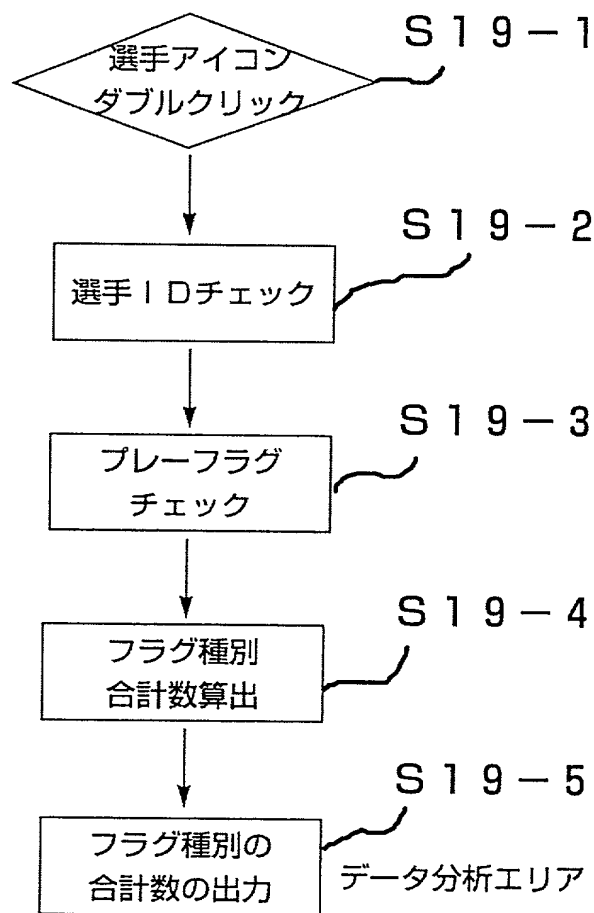 S19-1
選手アイコン
ダブルクリック
S19-2
選手IDチェック
S19-3
プレーフラグ
チェック
S19-4
フラグ種別
合計数算出
S19-5
フラグ種別の
合計数の出力
データ分析エリア